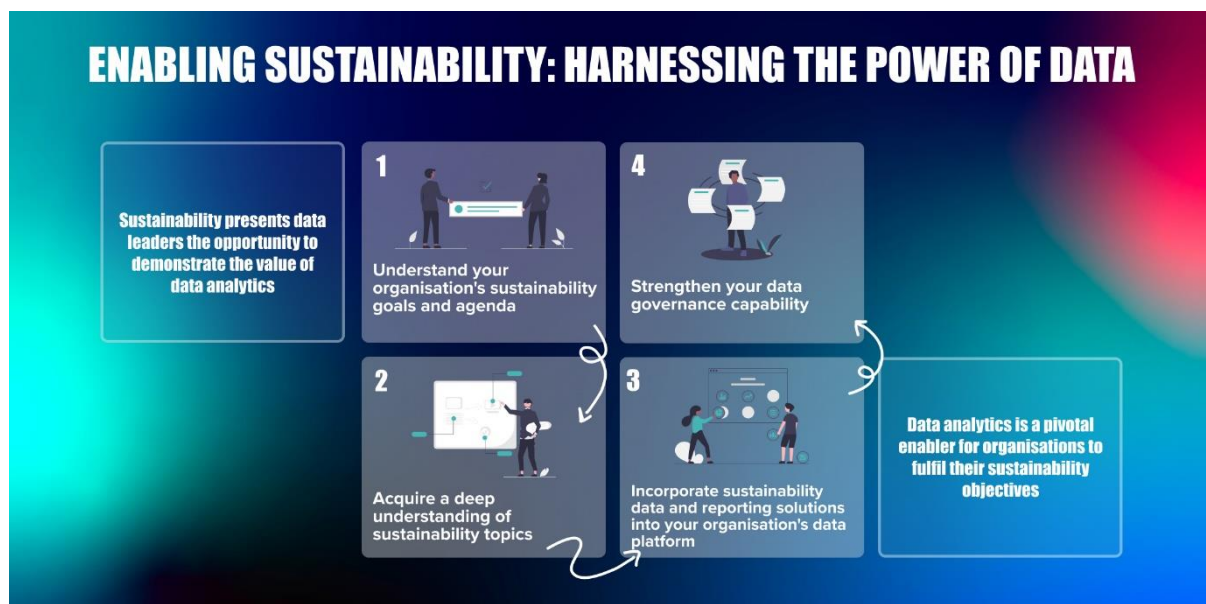 ENABLING SUSTAINABILITY: HARNESSING THE POWER OF DATA
Sustainability presents data
leaders the opportunity to
demonstrate the value of
data analytics
1
Understand your
organisation's sustainability
goals and agenda
2
Acquire a deep
understanding of
sustainability topics
3
Incorporate sustainability
data and reporting solutions
into your organisation's data
platform
4
Strengthen your data
governance capability
Data analytics is a pivotal
enabler for organisations to
fulfil their sustainability
objectives